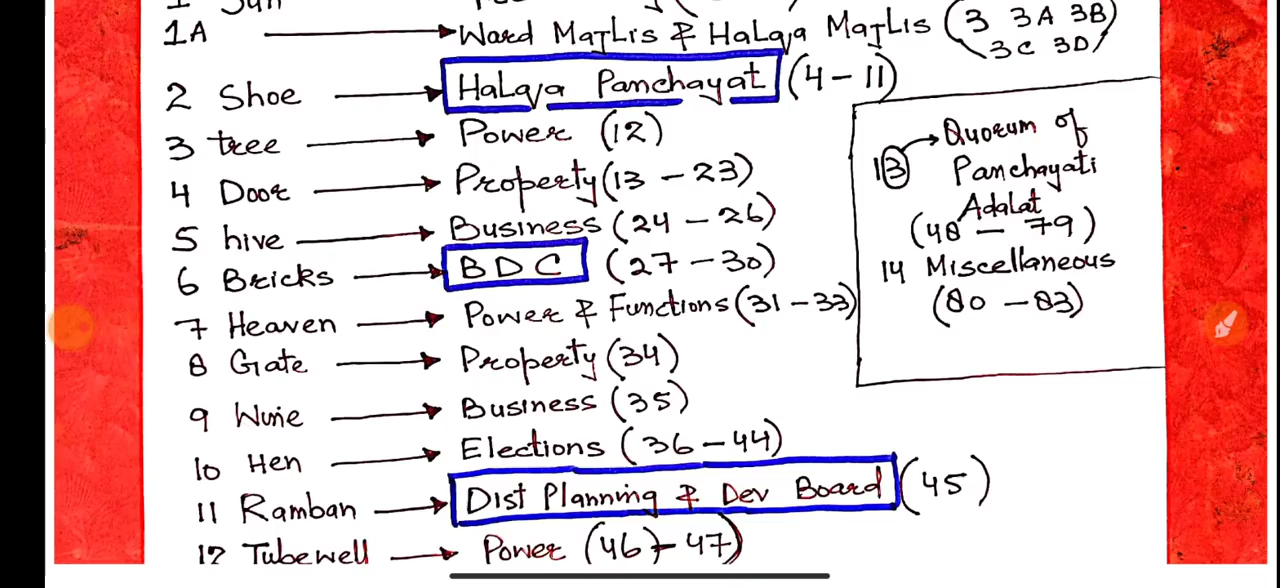 1A → Ward Majlis & Halqa Majlis (3 3A 3B
3C 3D)
2 Shoe → Halqa Panchayat (4 - 11)
3 tree → Power (12)
4 Door → Property (13 - 23)
5 hive → Business (24 - 26)
6 Bricks → BDC (27 - 30)
7 Heaven → Power & Functions (31 - 33)
8 Gate → Property (34)
9 Wine → Business (35)
10 Hen → Elections (36 - 44)
11 Ramban → Dist Planning & Dev Board (45)
12 Tubewell → Power (46 - 47)
13 → Quorum of
Panchayati
Adalat
(48 - 79)
14 Miscellaneous
(80 - 83)